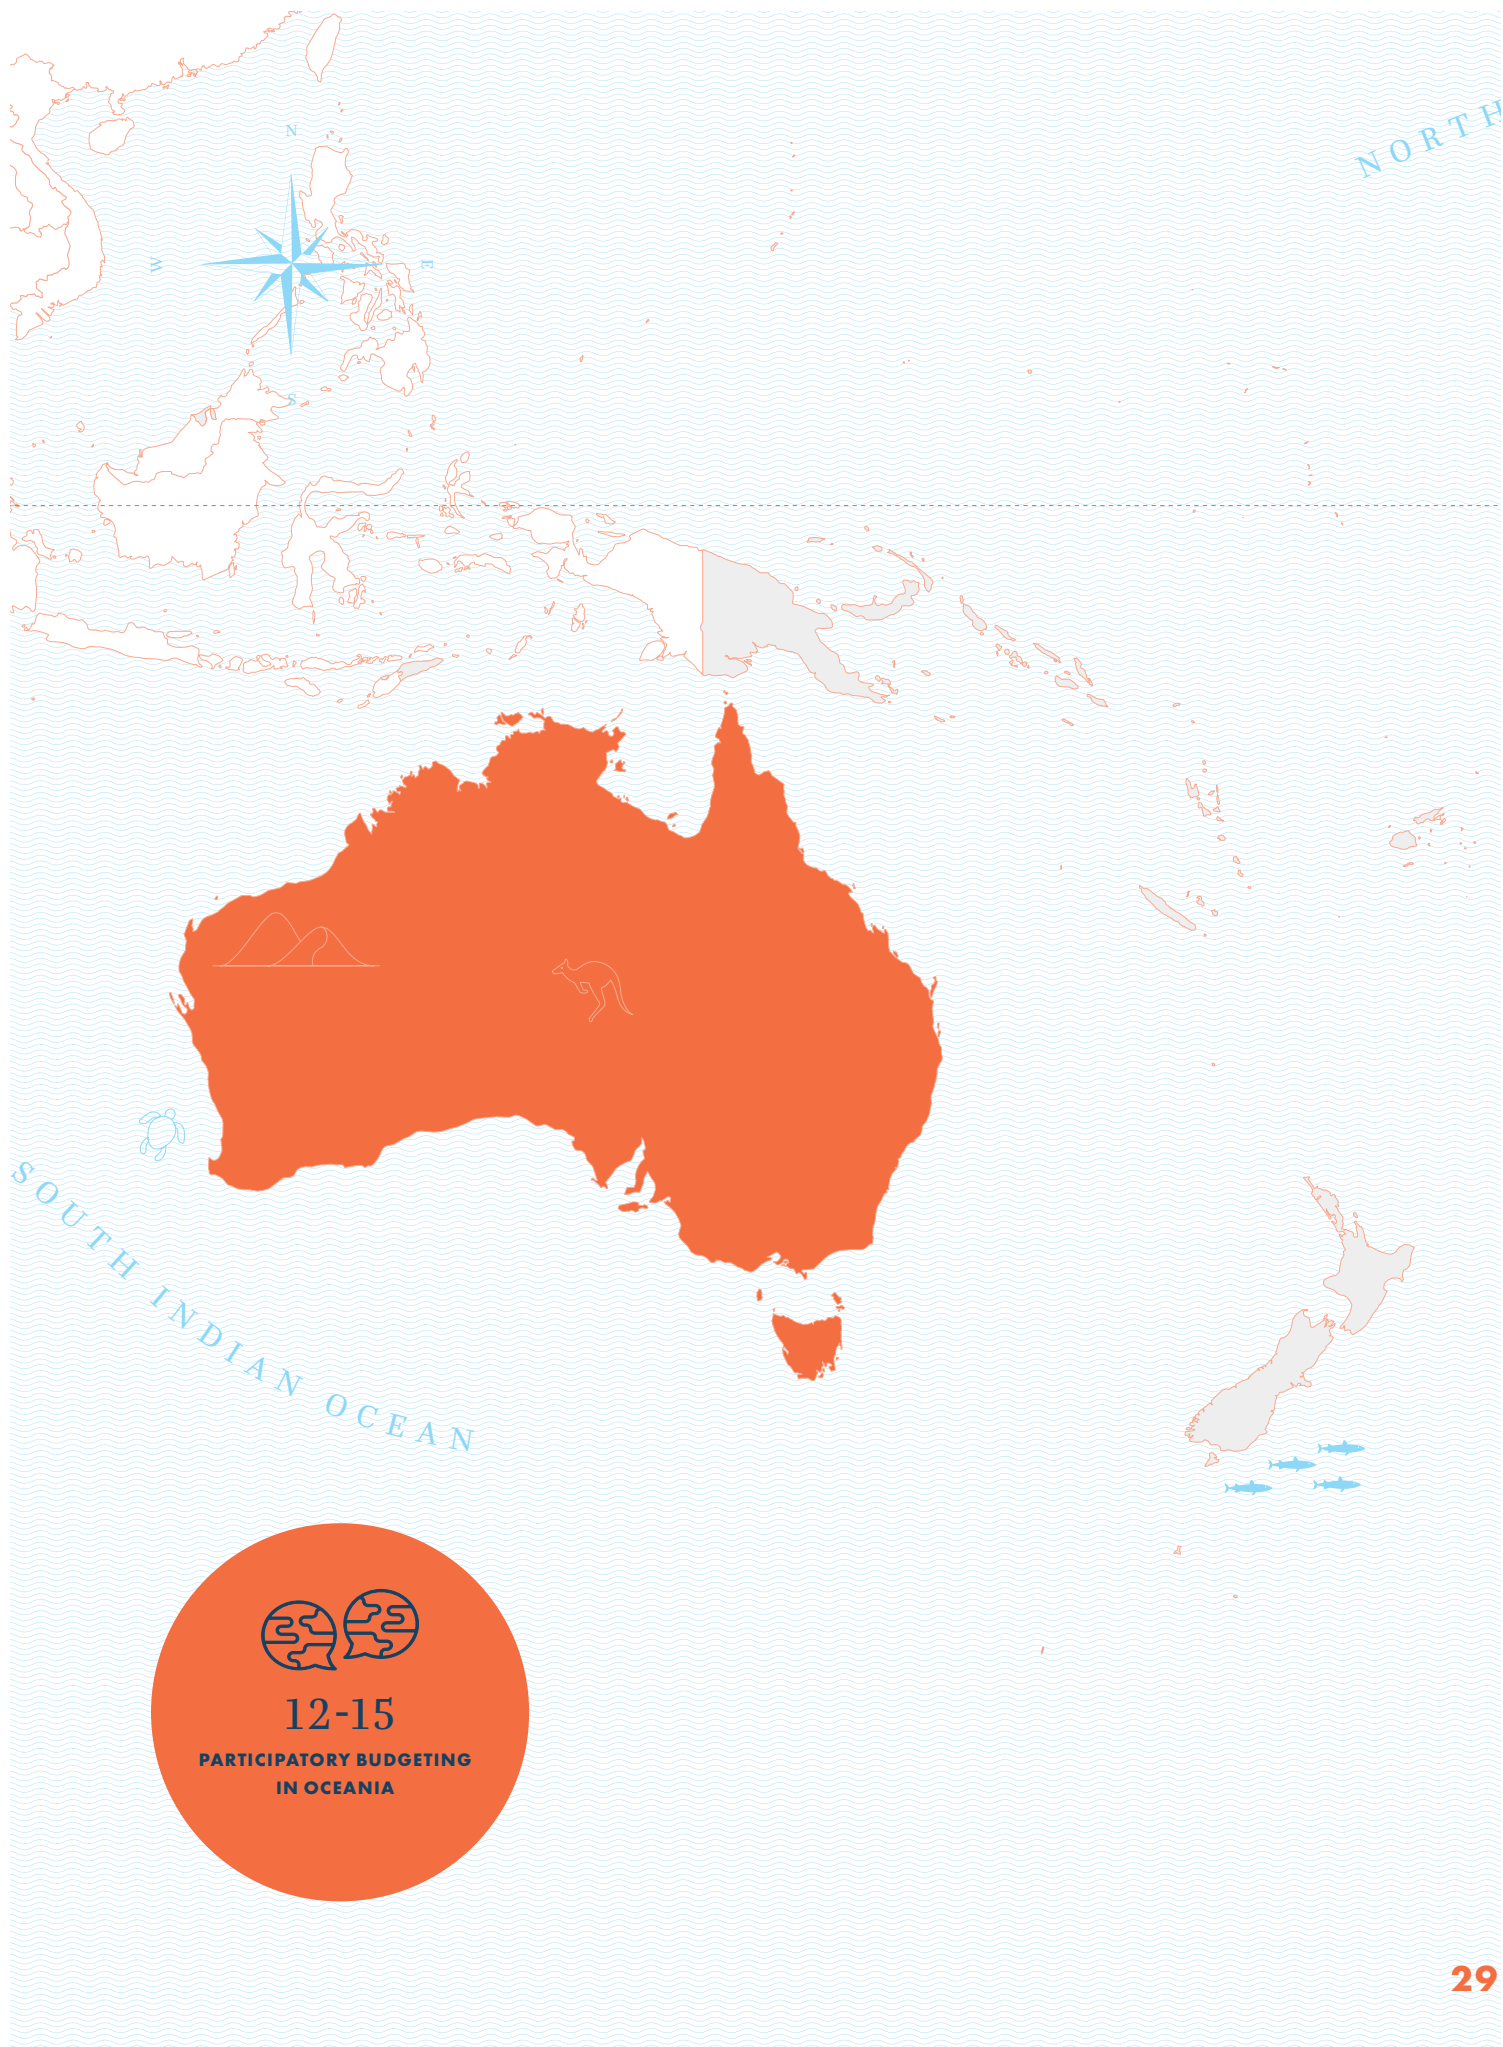 NORTH
N
W
E
S
SOUTH INDIAN OCEAN
12-15
PARTICIPATORY BUDGETING
IN OCEANIA
29